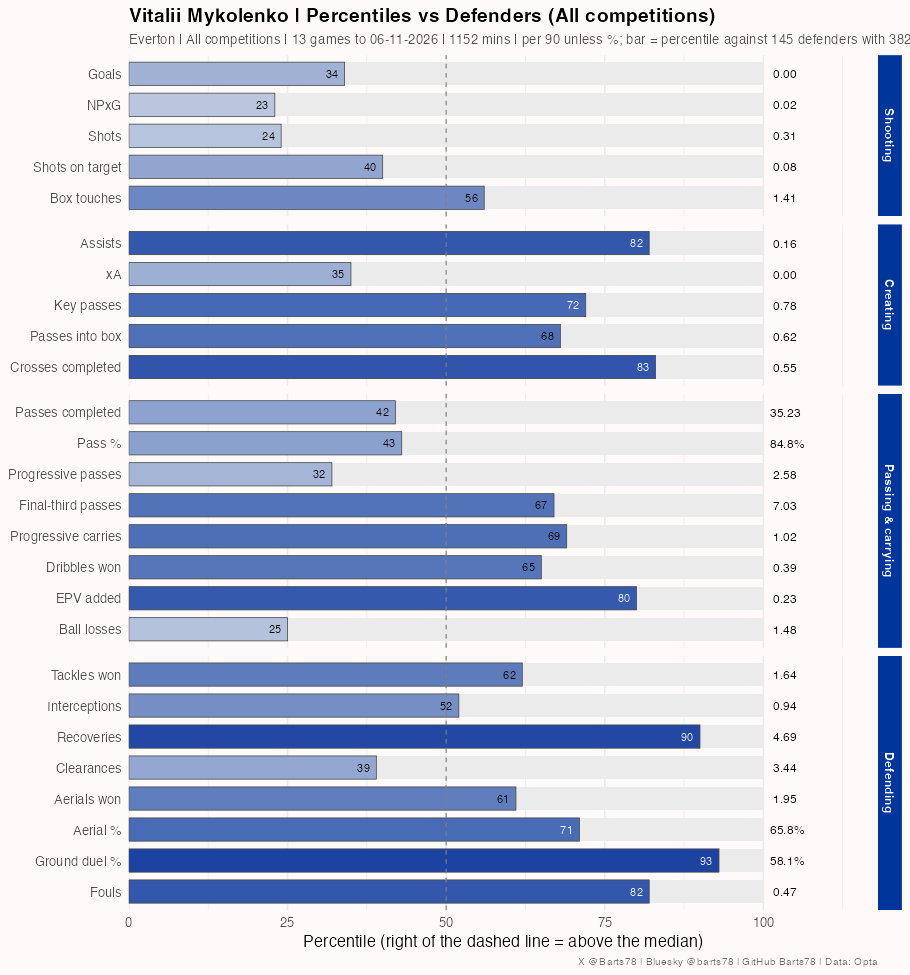 Vitalii Mykolenko | Percentiles vs Defenders (All competitions)
Everton | All competitions | 13 games to 06-11-2026 | 1152 mins | per 90 unless %; bar = percentile against 145 defenders with 382
Goals 34 0.00
NPxG 23 0.02
Shots 24 0.31
Shots on target 40 0.08
Box touches 56 1.41
Shooting
Assists 82 0.16
xA 35 0.00
Key passes 72 0.78
Passes into box 68 0.62
Crosses completed 83 0.55
Creating
Passes completed 42 35.23
Pass % 43 84.8%
Progressive passes 32 2.58
Final-third passes 67 7.03
Progressive carries 69 1.02
Dribbles won 65 0.39
EPV added 80 0.23
Ball losses 25 1.48
Passing & carrying
Tackles won 62 1.64
Interceptions 52 0.94
Recoveries 90 4.69
Clearances 39 3.44
Aerials won 61 1.95
Aerial % 71 65.8%
Ground duel % 93 58.1%
Fouls 82 0.47
Defending
0 25 50 75 100
Percentile (right of the dashed line = above the median)
X @Barts78 | Bluesky @barts78 | GitHub Barts78 | Data: Opta